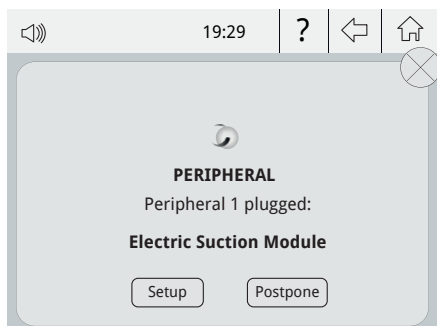 19:29 ?
PERIPHERAL
Peripheral 1 plugged:
Electric Suction Module
Setup Postpone